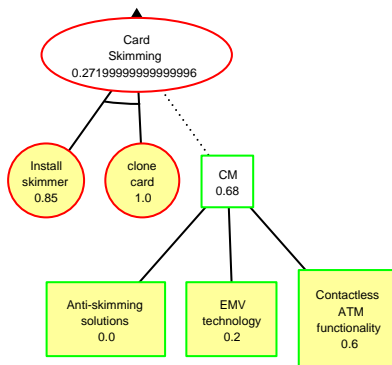 Card
Skimming
0.27199999999999996
Install
skimmer
0.85
clone
card
1.0
CM
0.68
Anti-skimming
solutions
0.0
EMV
technology
0.2
Contactless
ATM
functionality
0.6